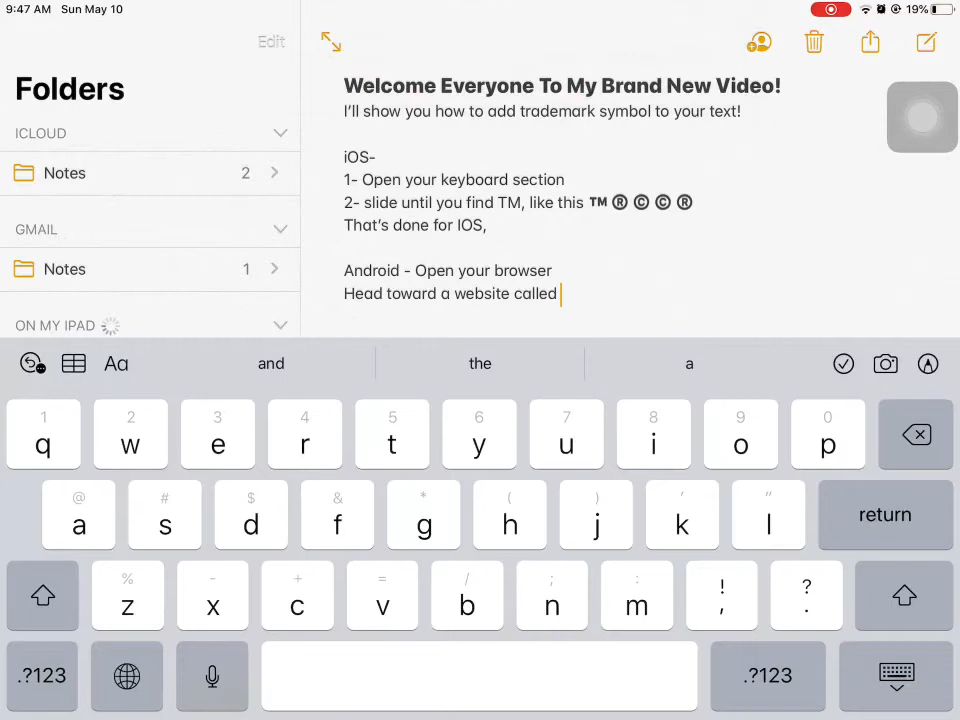 9:47 AM Sun May 10
19%
Edit
Folders
ICLOUD
Notes 2
GMAIL
Notes 1
ON MY IPAD
Welcome Everyone To My Brand New Video!
I'll show you how to add trademark symbol to your text!
iOS-
1- Open your keyboard section
2- slide until you find TM, like this ™ ® © © ®
That's done for IOS,
Android - Open your browser
Head toward a website called
Aa and the a
1 2 3 4 5 6 7 8 9 0
q w e r t y u i o p
@ # $ & * ( ) ' "
a s d f g h j k l return
% - + = / ; : ! ?
z x c v b n m , .
.?123 .?123